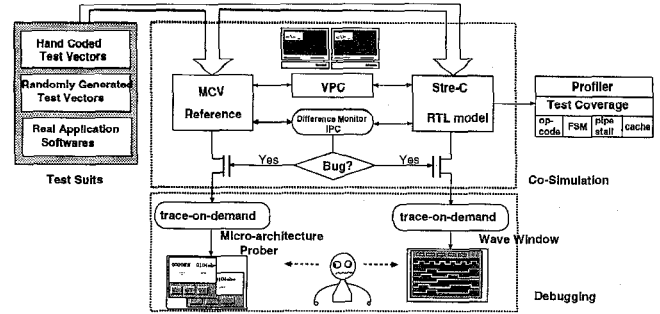 Hand Coded
Test Vectors
Randomly Generated
Test Vectors
Real Application
Softwares
Test Suits
MCV
Reference
VPC
Difference Monitor
IPC
Stre-C
RTL model
Yes
Bug?
Yes
Profiler
Test Coverage
op-
code
FSM
pipe
stall
cache
Co-Simulation
trace-on-demand
trace-on-demand
Micro-architecture
Prober
Wave Window
Debugging